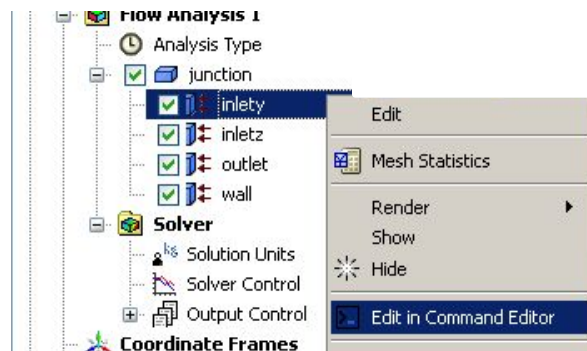 Flow Analysis 1
Analysis Type
junction
inlety
inletz
outlet
wall
Solver
Solution Units
Solver Control
Output Control
Coordinate Frames
Edit
Mesh Statistics
Render
Show
Hide
Edit in Command Editor